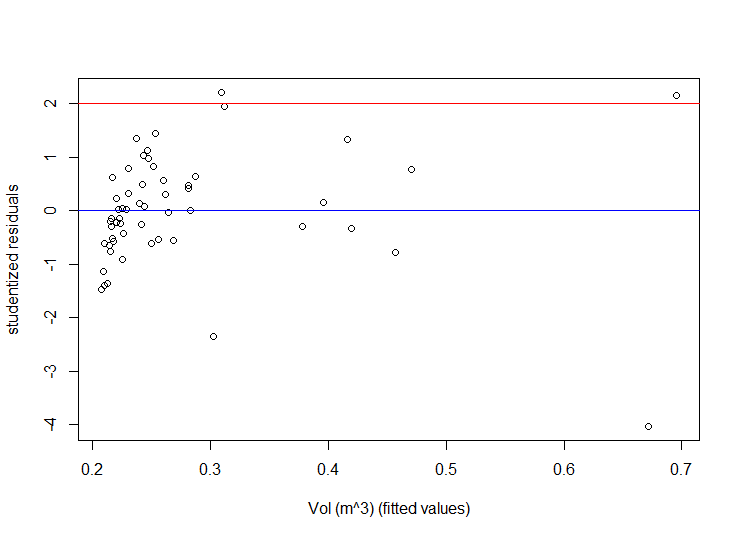 2
1
0
-1
-2
-3
-4
studentized residuals
0.2 0.3 0.4 0.5 0.6 0.7
Vol (m^3) (fitted values)